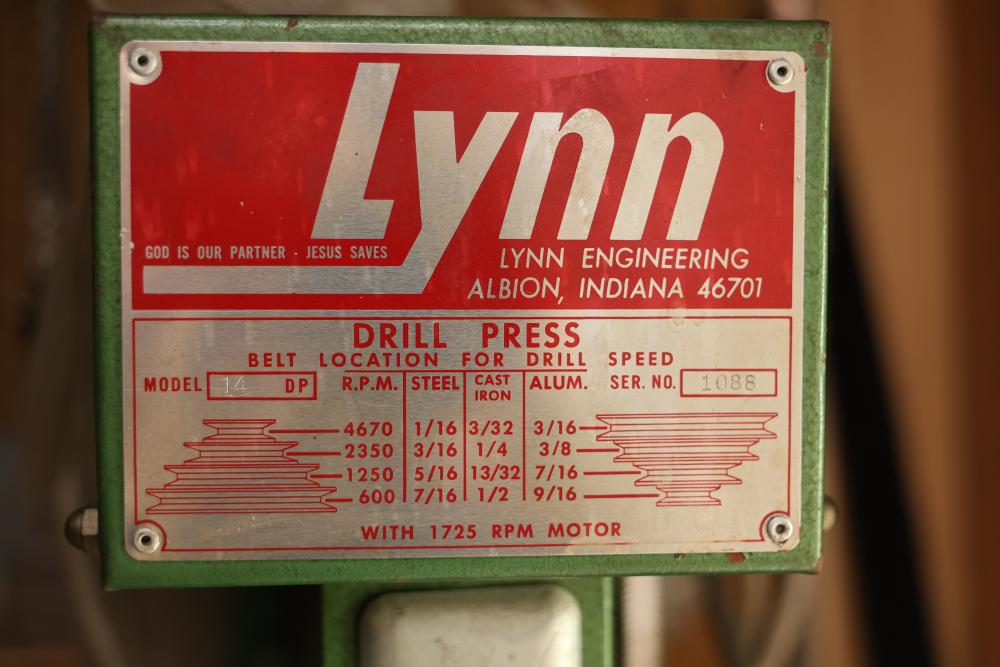 Lynn
GOD IS OUR PARTNER - JESUS SAVES
LYNN ENGINEERING
ALBION, INDIANA 46701
DRILL PRESS
BELT LOCATION FOR DRILL SPEED
MODEL 14 DP R.P.M. STEEL CAST IRON ALUM. SER. NO. 1088
4670 1/16 3/32 3/16
2350 3/16 1/4 3/8
1250 5/16 13/32 7/16
600 7/16 1/2 9/16
WITH 1725 RPM MOTOR